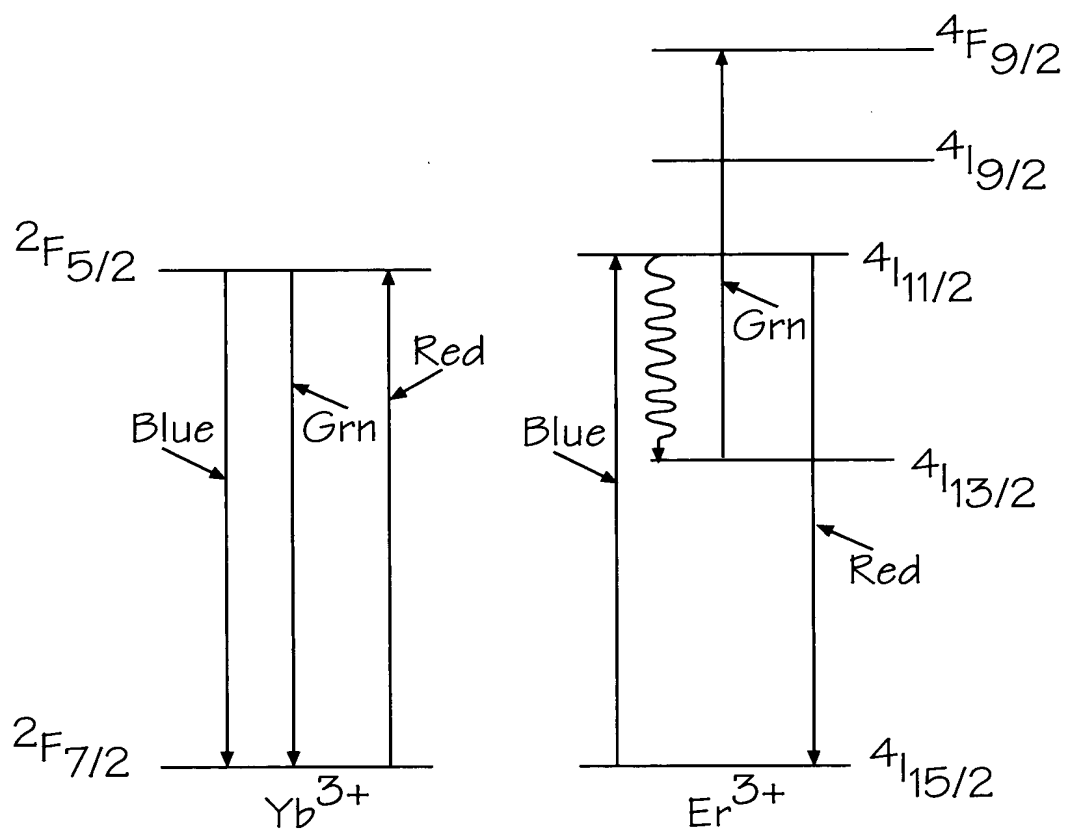 ⁴F9/2
⁴I9/2
²F5/2
⁴I11/2
Grn
Red
Blue
Grn
Blue
⁴I13/2
Red
²F7/2
⁴I15/2
Yb³⁺
Er³⁺